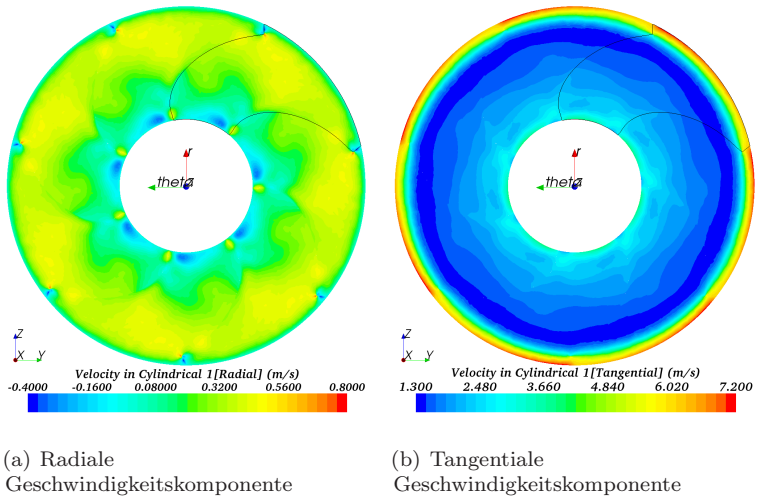 r
theta
Z
Z
X
Y
Velocity in Cylindrical 1[Radial] (m/s)
-0.4000 -0.1600 0.08000 0.3200 0.5600 0.8000
(a) Radiale
Geschwindigkeitskomponente
r
theta
Z
Z
X
Y
Velocity in Cylindrical 1[Tangential] (m/s)
1.300 2.480 3.660 4.840 6.020 7.200
(b) Tangentiale
Geschwindigkeitskomponente